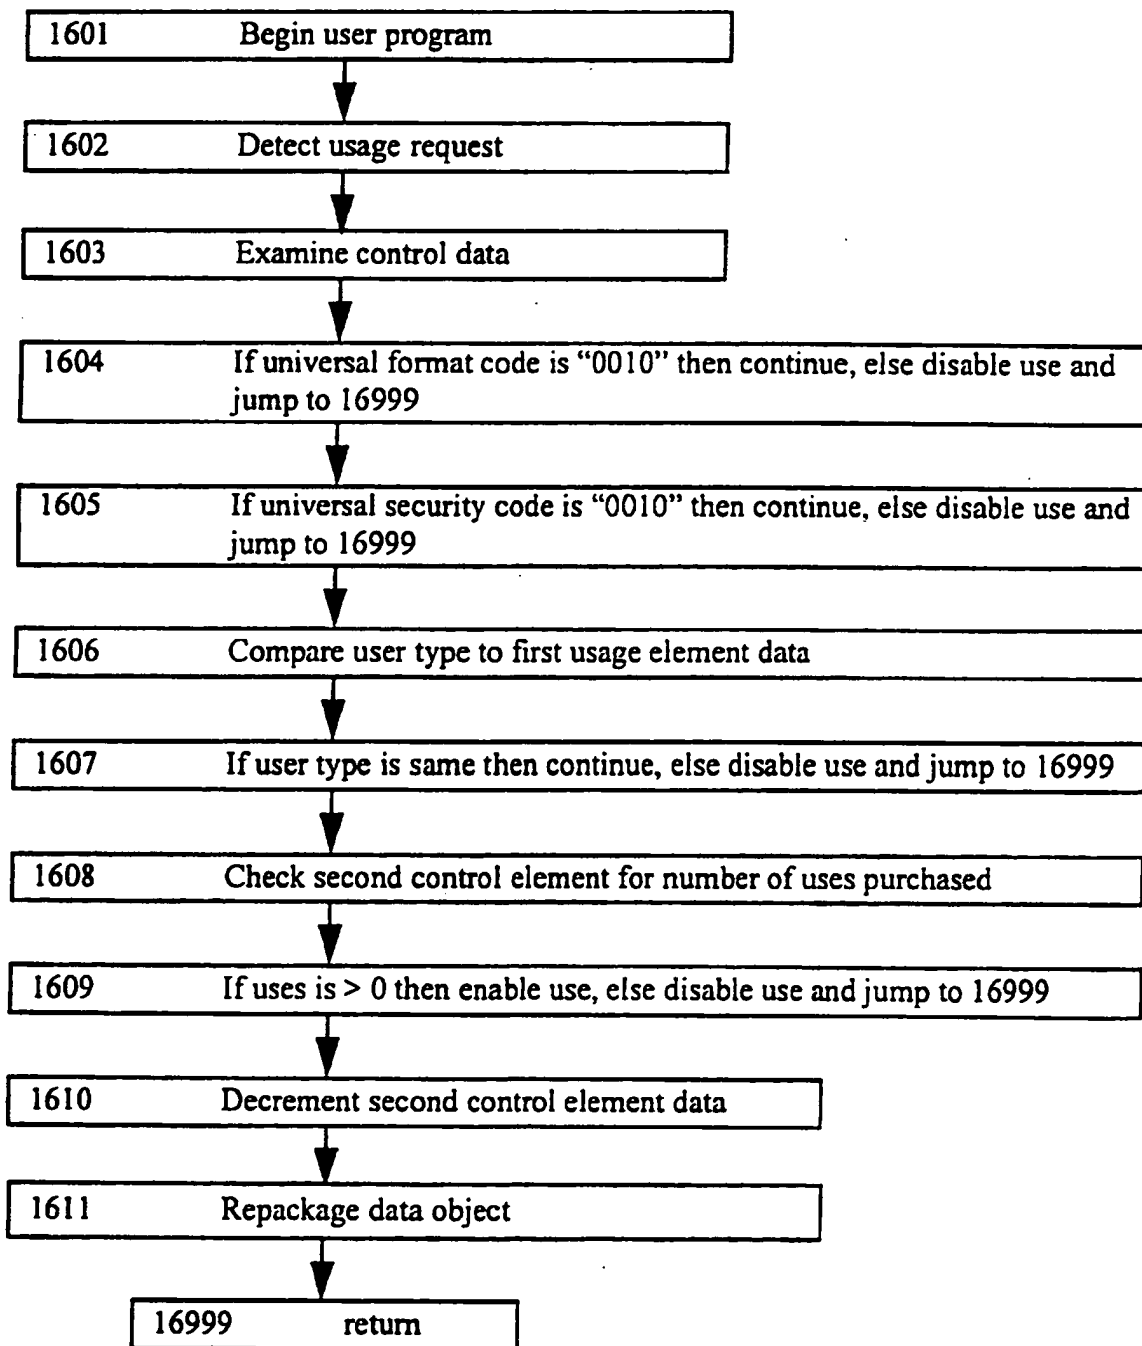 1601 Begin user program
1602 Detect usage request
1603 Examine control data
1604 If universal format code is “0010” then continue, else disable use and
jump to 16999
1605 If universal security code is “0010” then continue, else disable use and
jump to 16999
1606 Compare user type to first usage element data
1607 If user type is same then continue, else disable use and jump to 16999
1608 Check second control element for number of uses purchased
1609 If uses is > 0 then enable use, else disable use and jump to 16999
1610 Decrement second control element data
1611 Repackage data object
16999 return